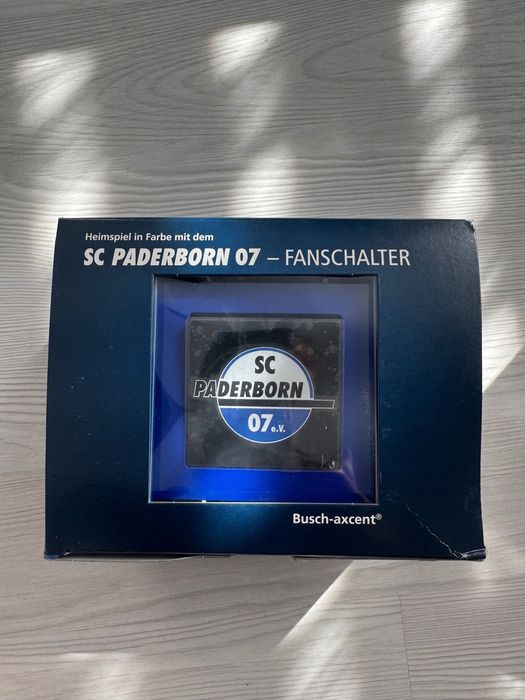 Heimspiel in Farbe mit dem
SC PADERBORN 07 – FANSCHALTER
SC
PADERBORN
07 e.V.
Busch-axcent®